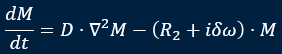 dM/dt = D · ∇²M − (R₂ + iδω) · M